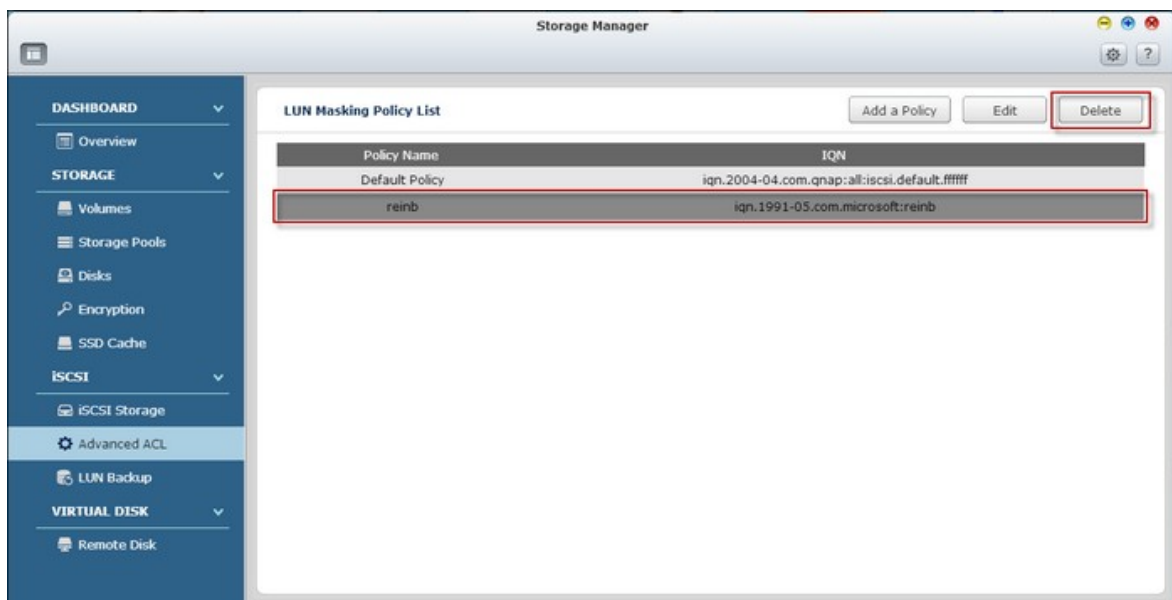 Storage Manager
?
DASHBOARD
Overview
STORAGE
Volumes
Storage Pools
Disks
Encryption
SSD Cache
iSCSI
iSCSI Storage
Advanced ACL
LUN Backup
VIRTUAL DISK
Remote Disk
LUN Masking Policy List Add a Policy Edit Delete
Policy Name IQN
Default Policy iqn.2004-04.com.qnap:all:iscsi.default.ffffff
reinb iqn.1991-05.com.microsoft:reinb